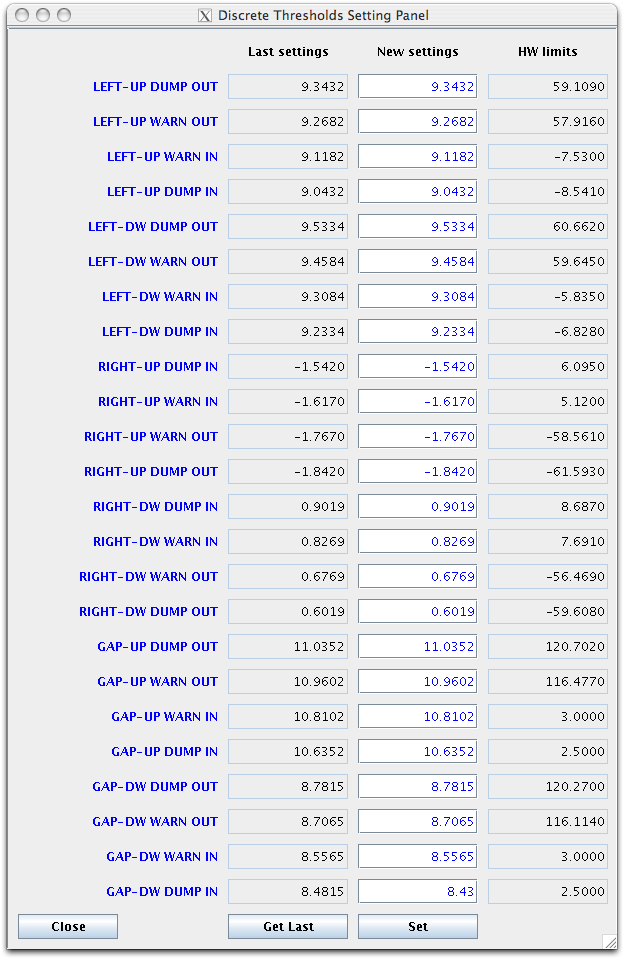 Discrete Thresholds Setting Panel
Last settings New settings HW limits
LEFT-UP DUMP OUT 9.3432 9.3432 59.1090
LEFT-UP WARN OUT 9.2682 9.2682 57.9160
LEFT-UP WARN IN 9.1182 9.1182 -7.5300
LEFT-UP DUMP IN 9.0432 9.0432 -8.5410
LEFT-DW DUMP OUT 9.5334 9.5334 60.6620
LEFT-DW WARN OUT 9.4584 9.4584 59.6450
LEFT-DW WARN IN 9.3084 9.3084 -5.8350
LEFT-DW DUMP IN 9.2334 9.2334 -6.8280
RIGHT-UP DUMP IN -1.5420 -1.5420 6.0950
RIGHT-UP WARN IN -1.6170 -1.6170 5.1200
RIGHT-UP WARN OUT -1.7670 -1.7670 -58.5610
RIGHT-UP DUMP OUT -1.8420 -1.8420 -61.5930
RIGHT-DW DUMP IN 0.9019 0.9019 8.6870
RIGHT-DW WARN IN 0.8269 0.8269 7.6910
RIGHT-DW WARN OUT 0.6769 0.6769 -56.4690
RIGHT-DW DUMP OUT 0.6019 0.6019 -59.6080
GAP-UP DUMP OUT 11.0352 11.0352 120.7020
GAP-UP WARN OUT 10.9602 10.9602 116.4770
GAP-UP WARN IN 10.8102 10.8102 3.0000
GAP-UP DUMP IN 10.6352 10.6352 2.5000
GAP-DW DUMP OUT 8.7815 8.7815 120.2700
GAP-DW WARN OUT 8.7065 8.7065 116.1140
GAP-DW WARN IN 8.5565 8.5565 3.0000
GAP-DW DUMP IN 8.4815 8.43 2.5000
Close Get Last Set